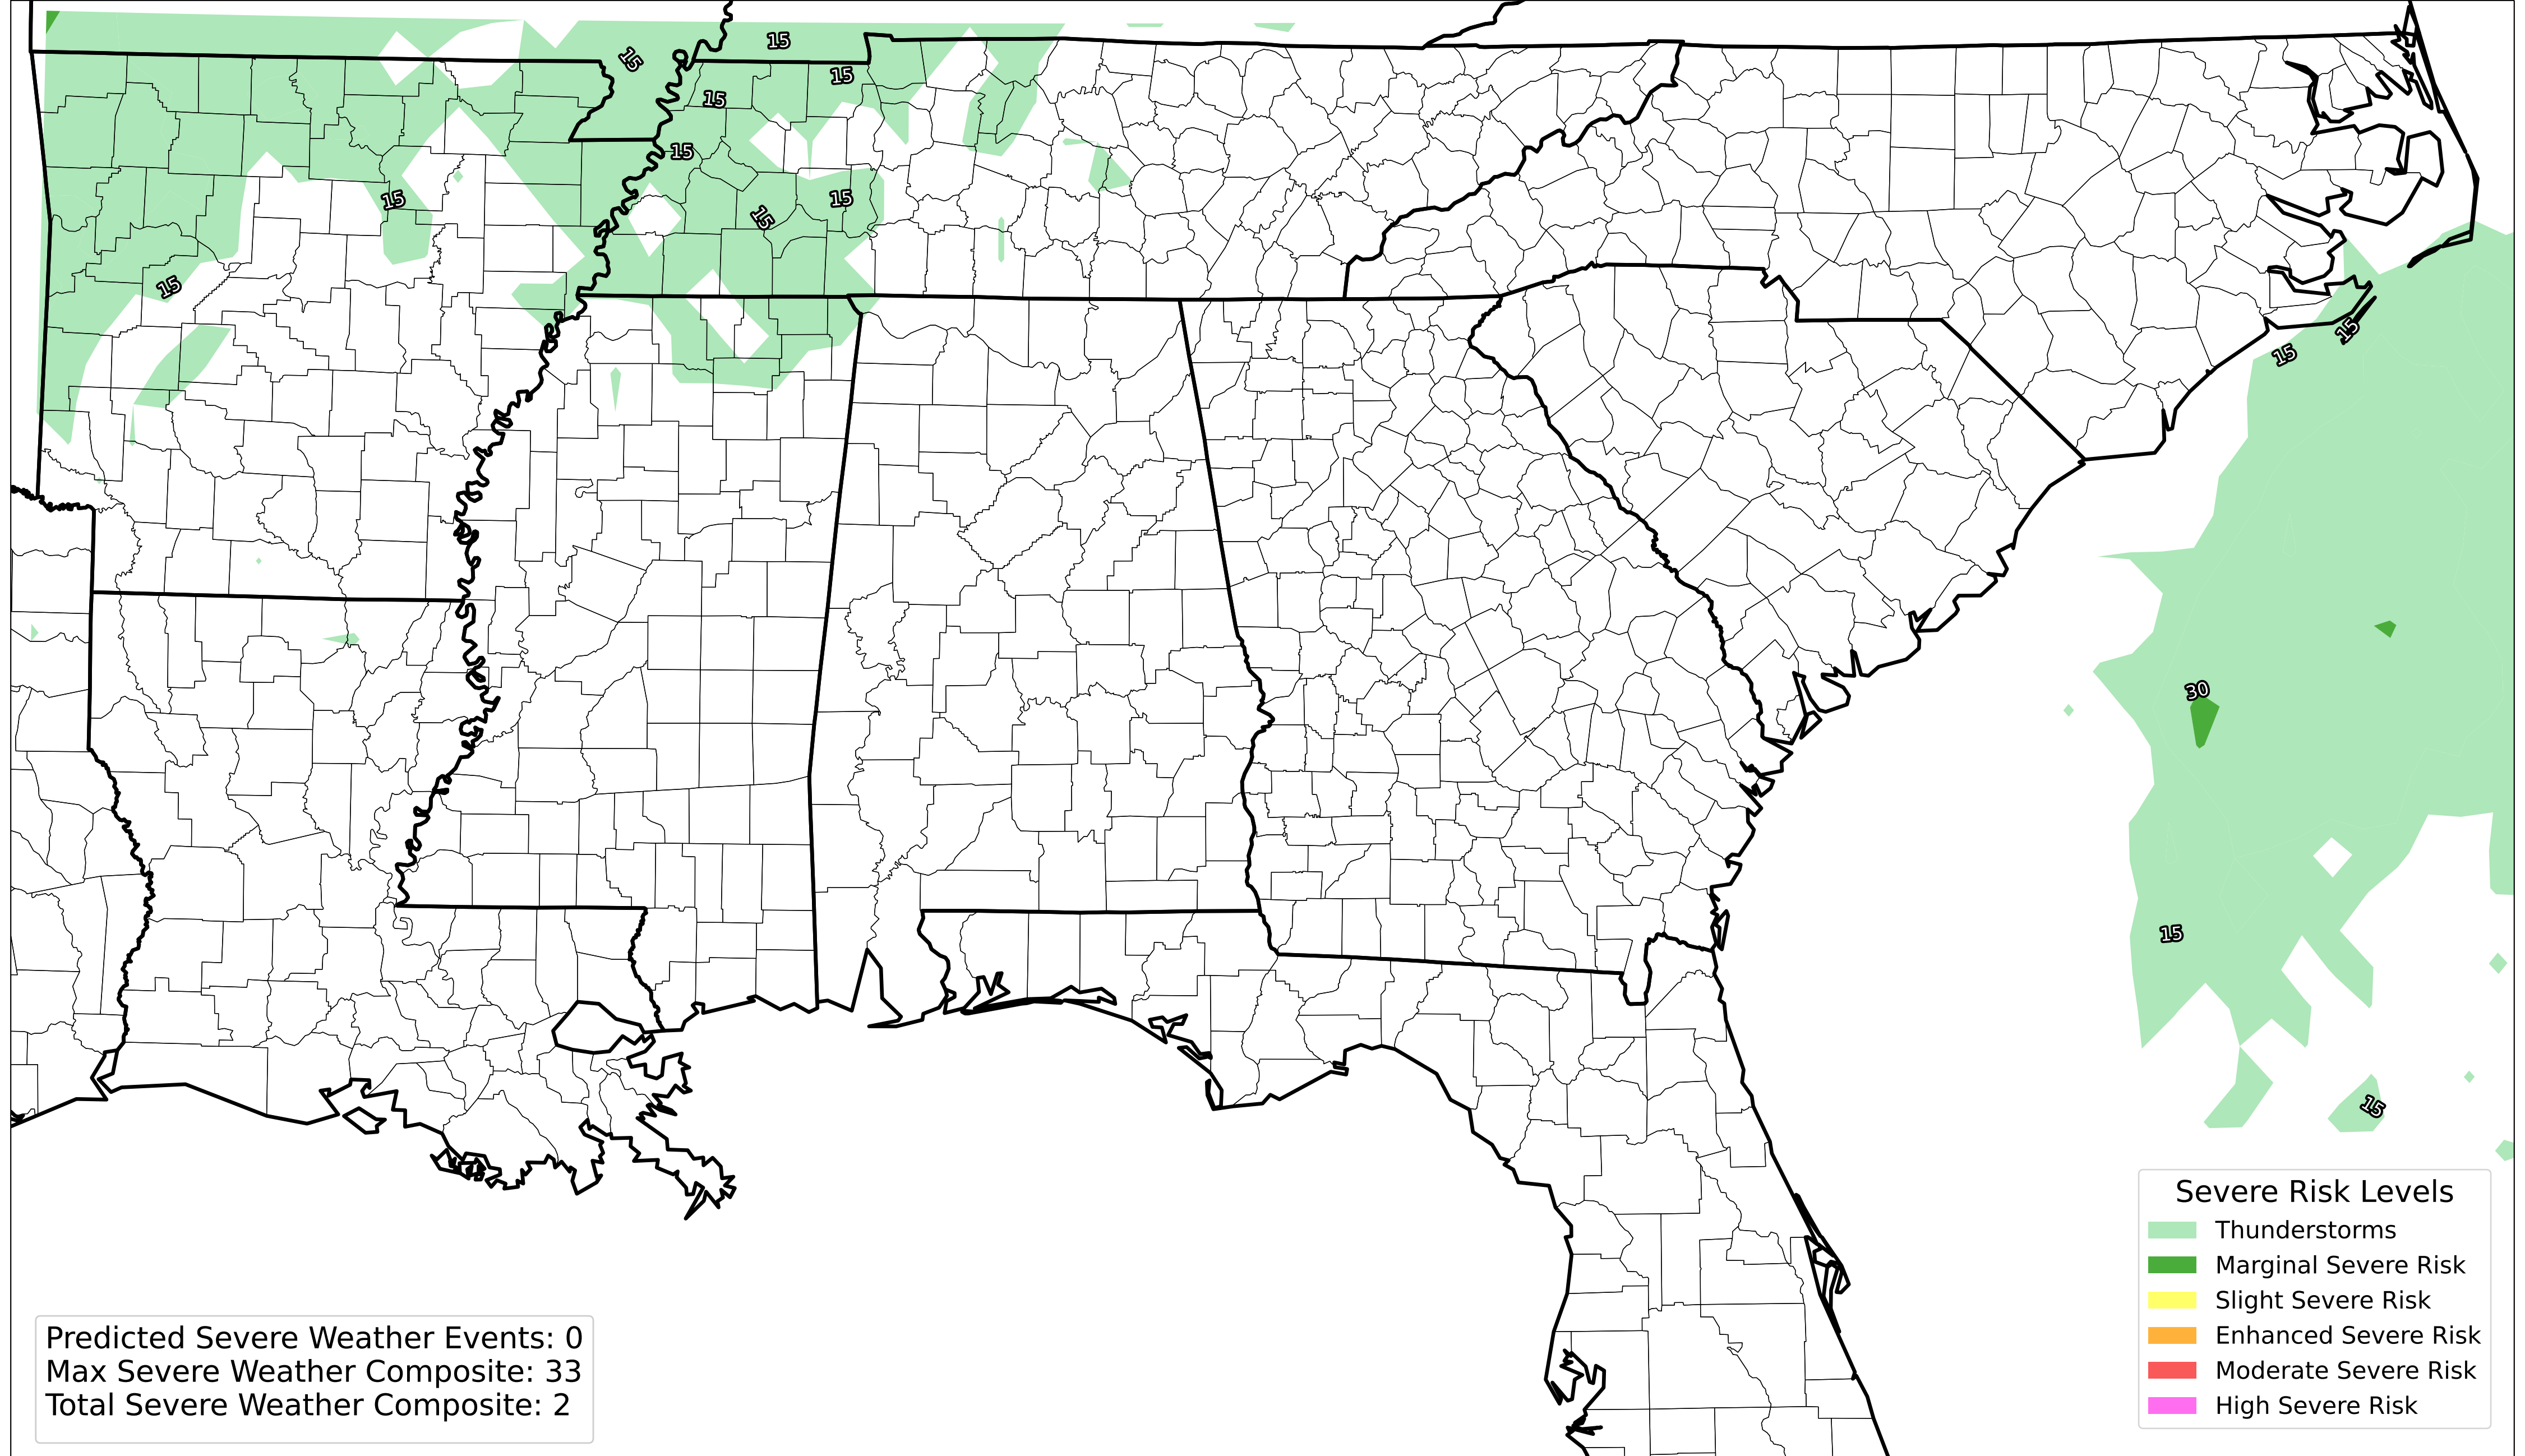 15
15
15
15
15
15
15
15
15
15
15
30
15
15
Severe Risk Levels
Thunderstorms
Marginal Severe Risk
Slight Severe Risk
Enhanced Severe Risk
Moderate Severe Risk
High Severe Risk
Predicted Severe Weather Events: 0
Max Severe Weather Composite: 33
Total Severe Weather Composite: 2